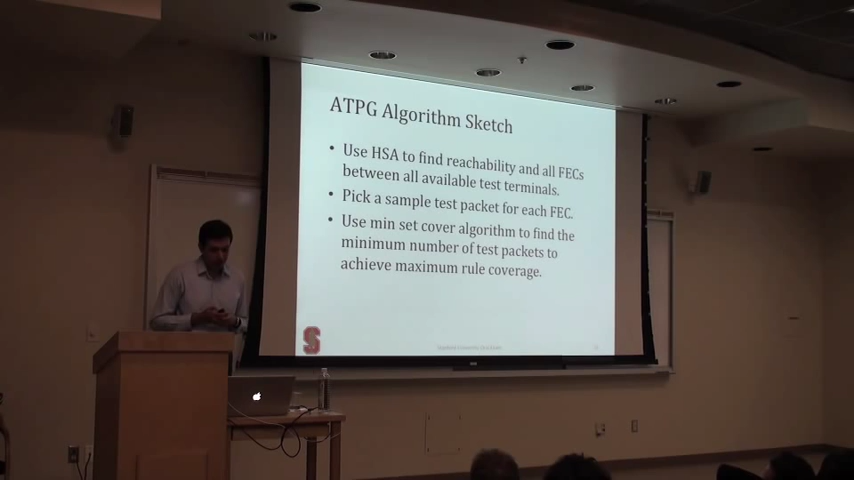 ATPG Algorithm Sketch
• Use HSA to find reachability and all FECs
between all available test terminals.
• Pick a sample test packet for each FEC.
• Use min set cover algorithm to find the
minimum number of test packets to
achieve maximum rule coverage.
S